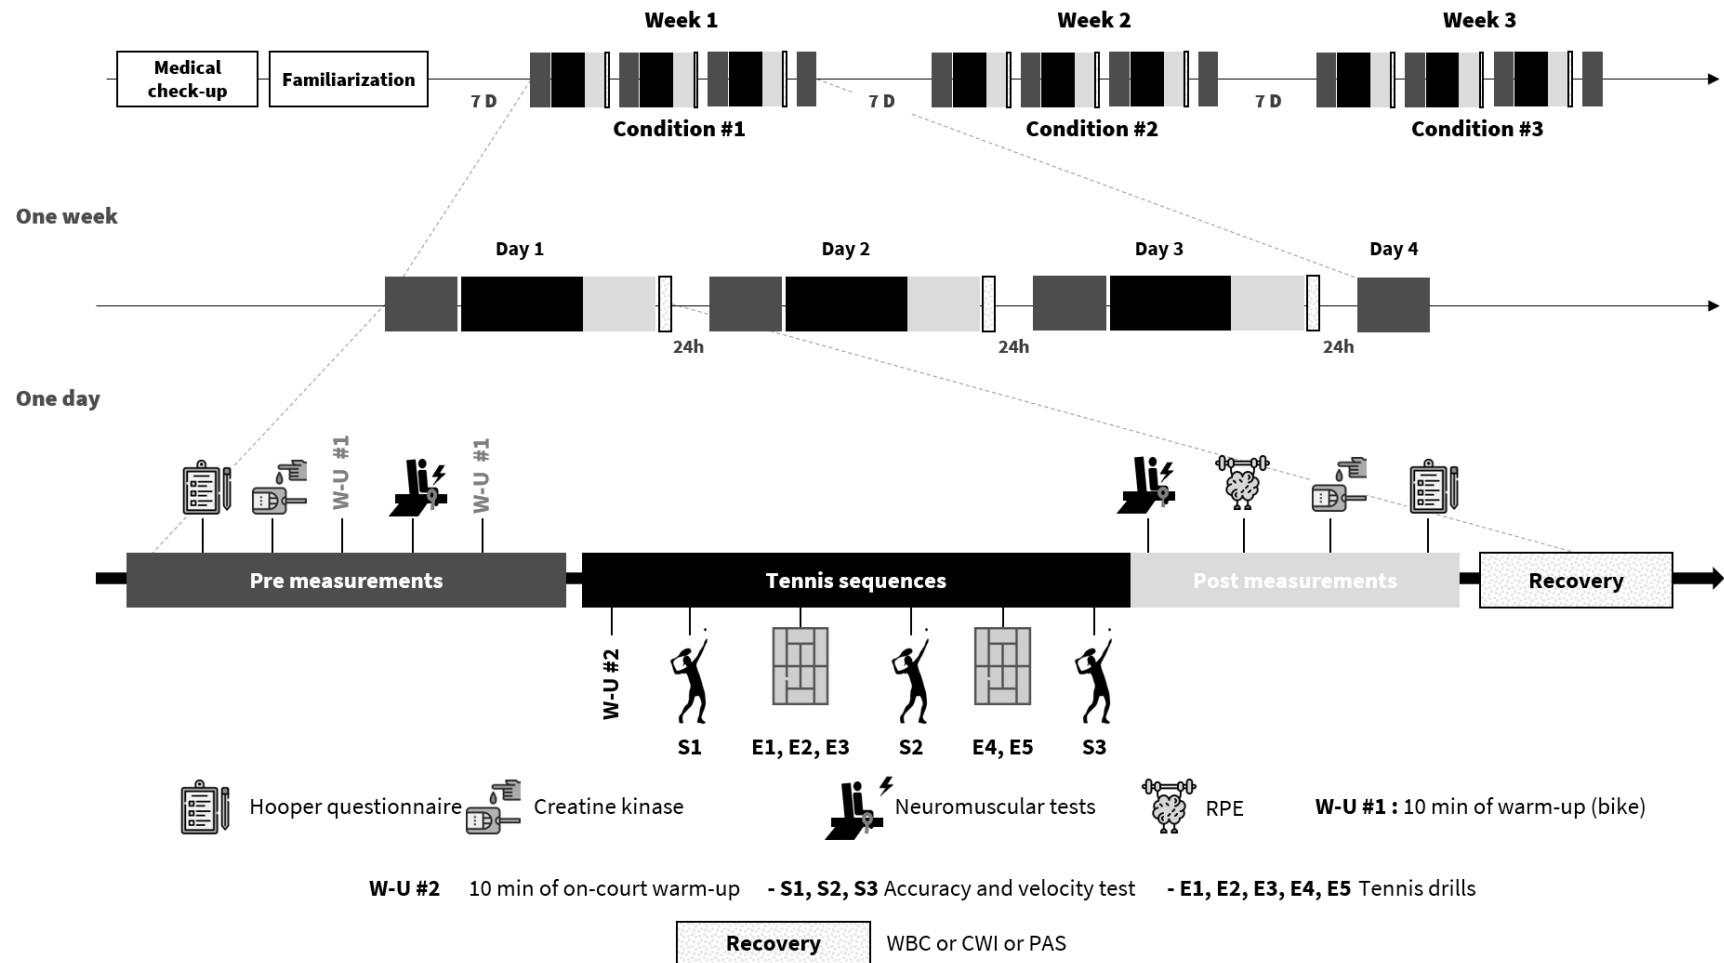 Week 1
Week 2
Week 3
Medical
check-up
Familiarization
7 D
7 D
7 D
Condition #1
Condition #2
Condition #3
One week
Day 1
Day 2
Day 3
Day 4
24h
24h
24h
One day
W-U #1
W-U #1
Pre measurements
Tennis sequences
Post measurements
Recovery
W-U #2
S1
E1, E2, E3
S2
E4, E5
S3
Hooper questionnaire
Creatine kinase
Neuromuscular tests
RPE
W-U #1 : 10 min of warm-up (bike)
W-U #2 10 min of on-court warm-up
- S1, S2, S3 Accuracy and velocity test
- E1, E2, E3, E4, E5 Tennis drills
Recovery
WBC or CWI or PAS